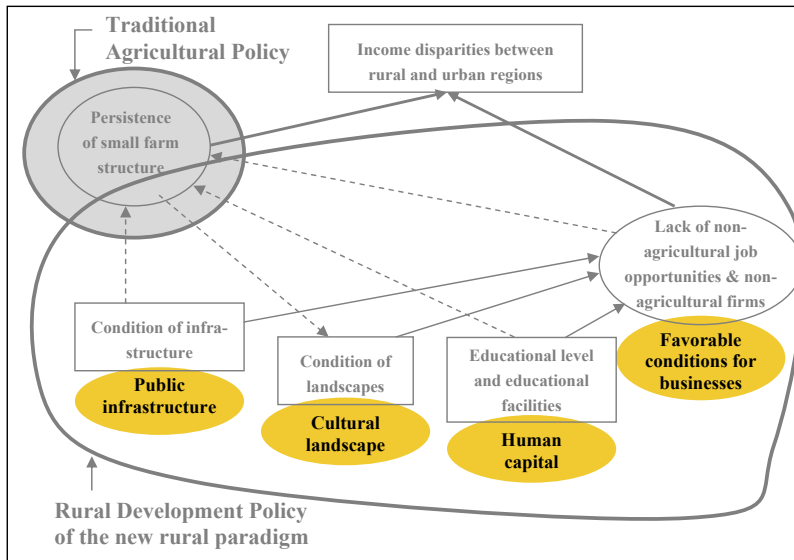 Traditional
Agricultural Policy
Income disparities between
rural and urban regions
Persistence
of small farm
structure
Lack of non-
agricultural job
opportunities & non-
agricultural firms
Condition of infra-
structure
Condition of
landscapes
Educational level
and educational
facilities
Favorable
conditions for
businesses
Public
infrastructure
Cultural
landscape
Human
capital
Rural Development Policy
of the new rural paradigm